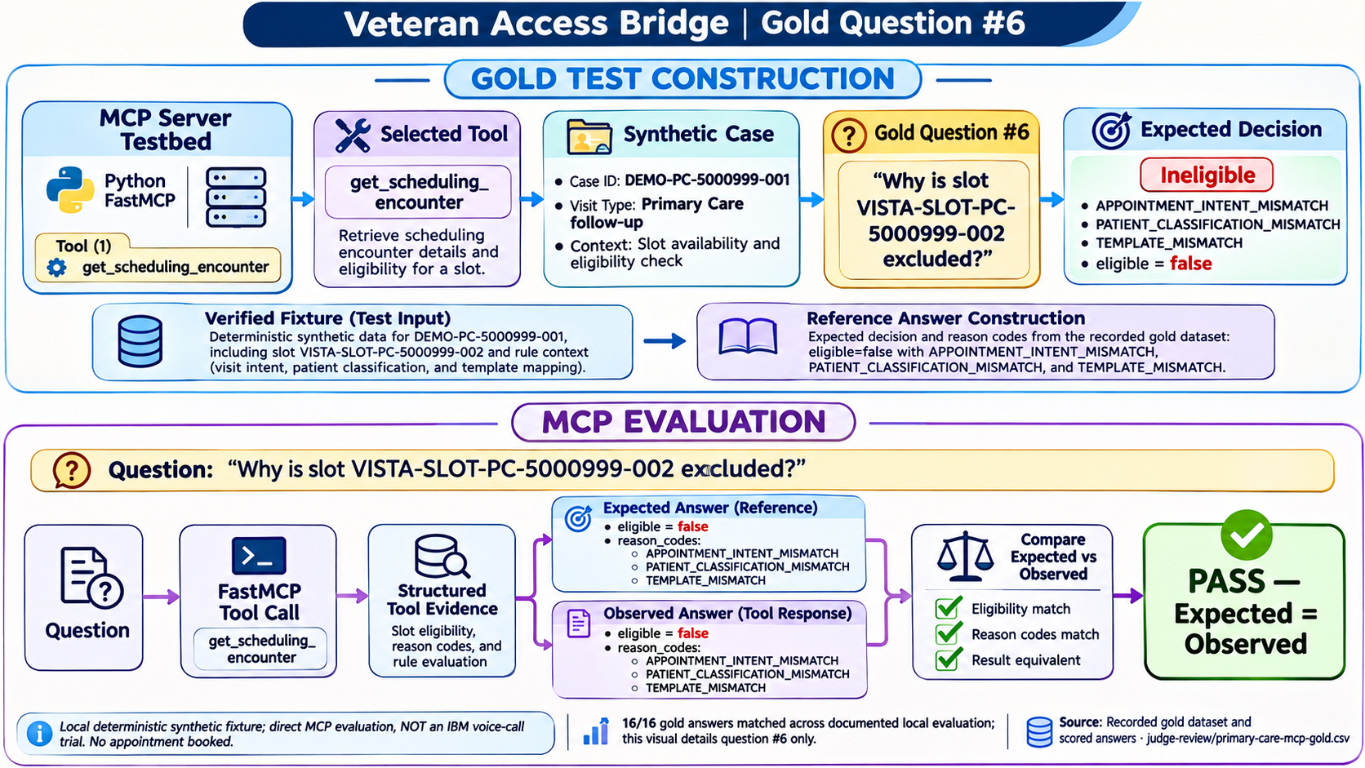 Veteran Access Bridge | Gold Question #6
GOLD TEST CONSTRUCTION
MCP Server
Testbed
Python
FastMCP
Tool (1)
get_scheduling_encounter
Selected Tool
get_scheduling_
encounter
Retrieve scheduling
encounter details and
eligibility for a slot.
Synthetic Case
• Case ID: DEMO-PC-5000999-001
• Visit Type: Primary Care
follow-up
• Context: Slot availability and
eligibility check
? Gold Question #6
“Why is slot
VISTA-SLOT-PC-
5000999-002
excluded?”
Expected Decision
Ineligible
• APPOINTMENT_INTENT_MISMATCH
• PATIENT_CLASSIFICATION_MISMATCH
• TEMPLATE_MISMATCH
• eligible = false
Verified Fixture (Test Input)
Deterministic synthetic data for DEMO-PC-5000999-001,
including slot VISTA-SLOT-PC-5000999-002 and rule context
(visit intent, patient classification, and template mapping).
Reference Answer Construction
Expected decision and reason codes from the recorded gold dataset:
eligible=false with APPOINTMENT_INTENT_MISMATCH,
PATIENT_CLASSIFICATION_MISMATCH, and TEMPLATE_MISMATCH.
MCP EVALUATION
? Question: “Why is slot VISTA-SLOT-PC-5000999-002 excluded?”
?
Question
>_
FastMCP
Tool Call
get_scheduling_
encounter
Structured
Tool Evidence
Slot eligibility,
reason codes, and
rule evaluation
Expected Answer (Reference)
• eligible = false
• reason_codes:
○ APPOINTMENT_INTENT_MISMATCH
○ PATIENT_CLASSIFICATION_MISMATCH
○ TEMPLATE_MISMATCH
Observed Answer (Tool Response)
• eligible = false
• reason_codes:
○ APPOINTMENT_INTENT_MISMATCH
○ PATIENT_CLASSIFICATION_MISMATCH
○ TEMPLATE_MISMATCH
Compare
Expected vs
Observed
Eligibility match
Reason codes match
Result equivalent
PASS —
Expected =
Observed
i Local deterministic synthetic fixture; direct MCP evaluation, NOT an IBM voice-call
trial. No appointment booked.
16/16 gold answers matched across documented local evaluation;
this visual details question #6 only.
Source: Recorded gold dataset and
scored answers · judge-review/primary-care-mcp-gold.csv